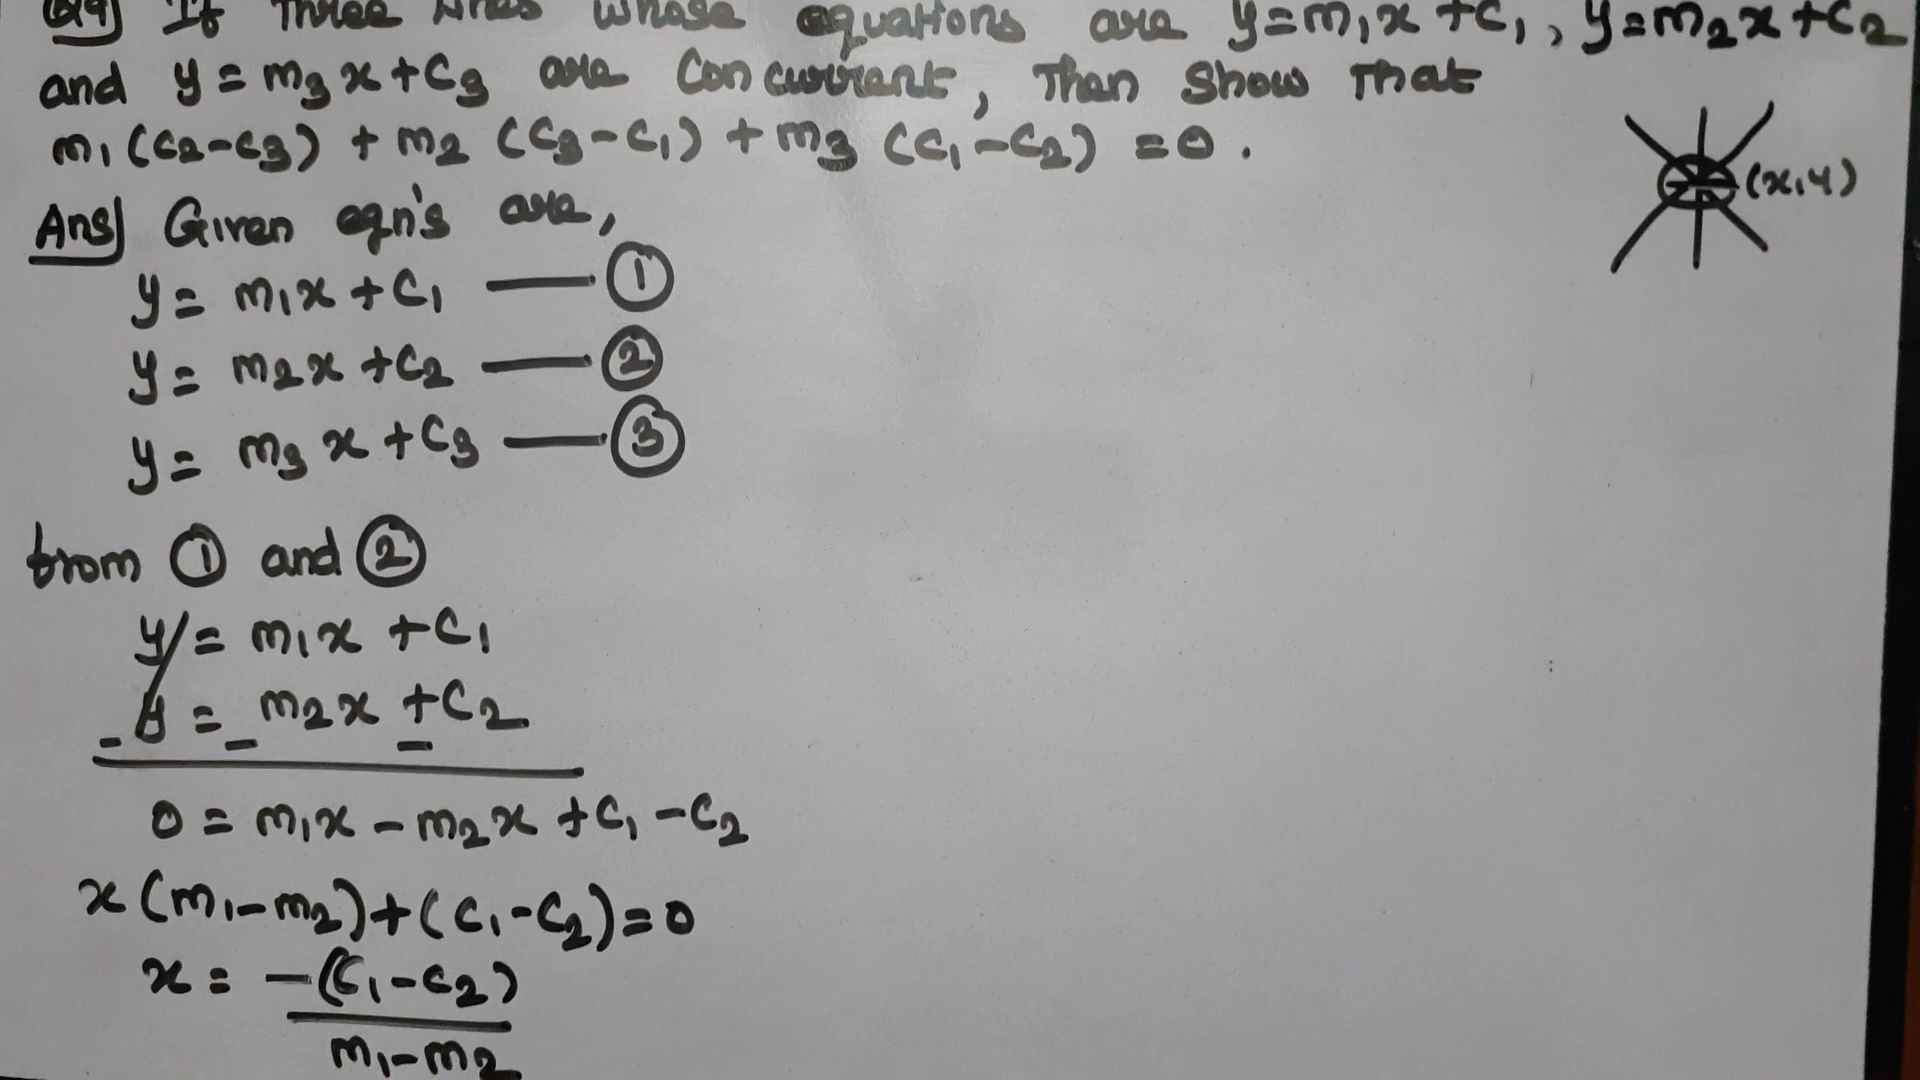 Q9) If Three lines whose equations are y=m₁x+c₁, y=m₂x+c₂
and y=m₃x+c₃ are Concurrent, Then Show That
m₁(c₂-c₃)+m₂(c₃-c₁)+m₃(c₁-c₂)=0.
(x,y)
Ans) Given eqn's are,
y= m₁x+c₁ — ①
y= m₂x+c₂ — ②
y= m₃x+c₃ — ③
from ① and ②
y= m₁x+c₁
y= m₂x+c₂
- - -
0= m₁x-m₂x+c₁-c₂
x(m₁-m₂)+(c₁-c₂)=0
x= -(c₁-c₂)
m₁-m₂